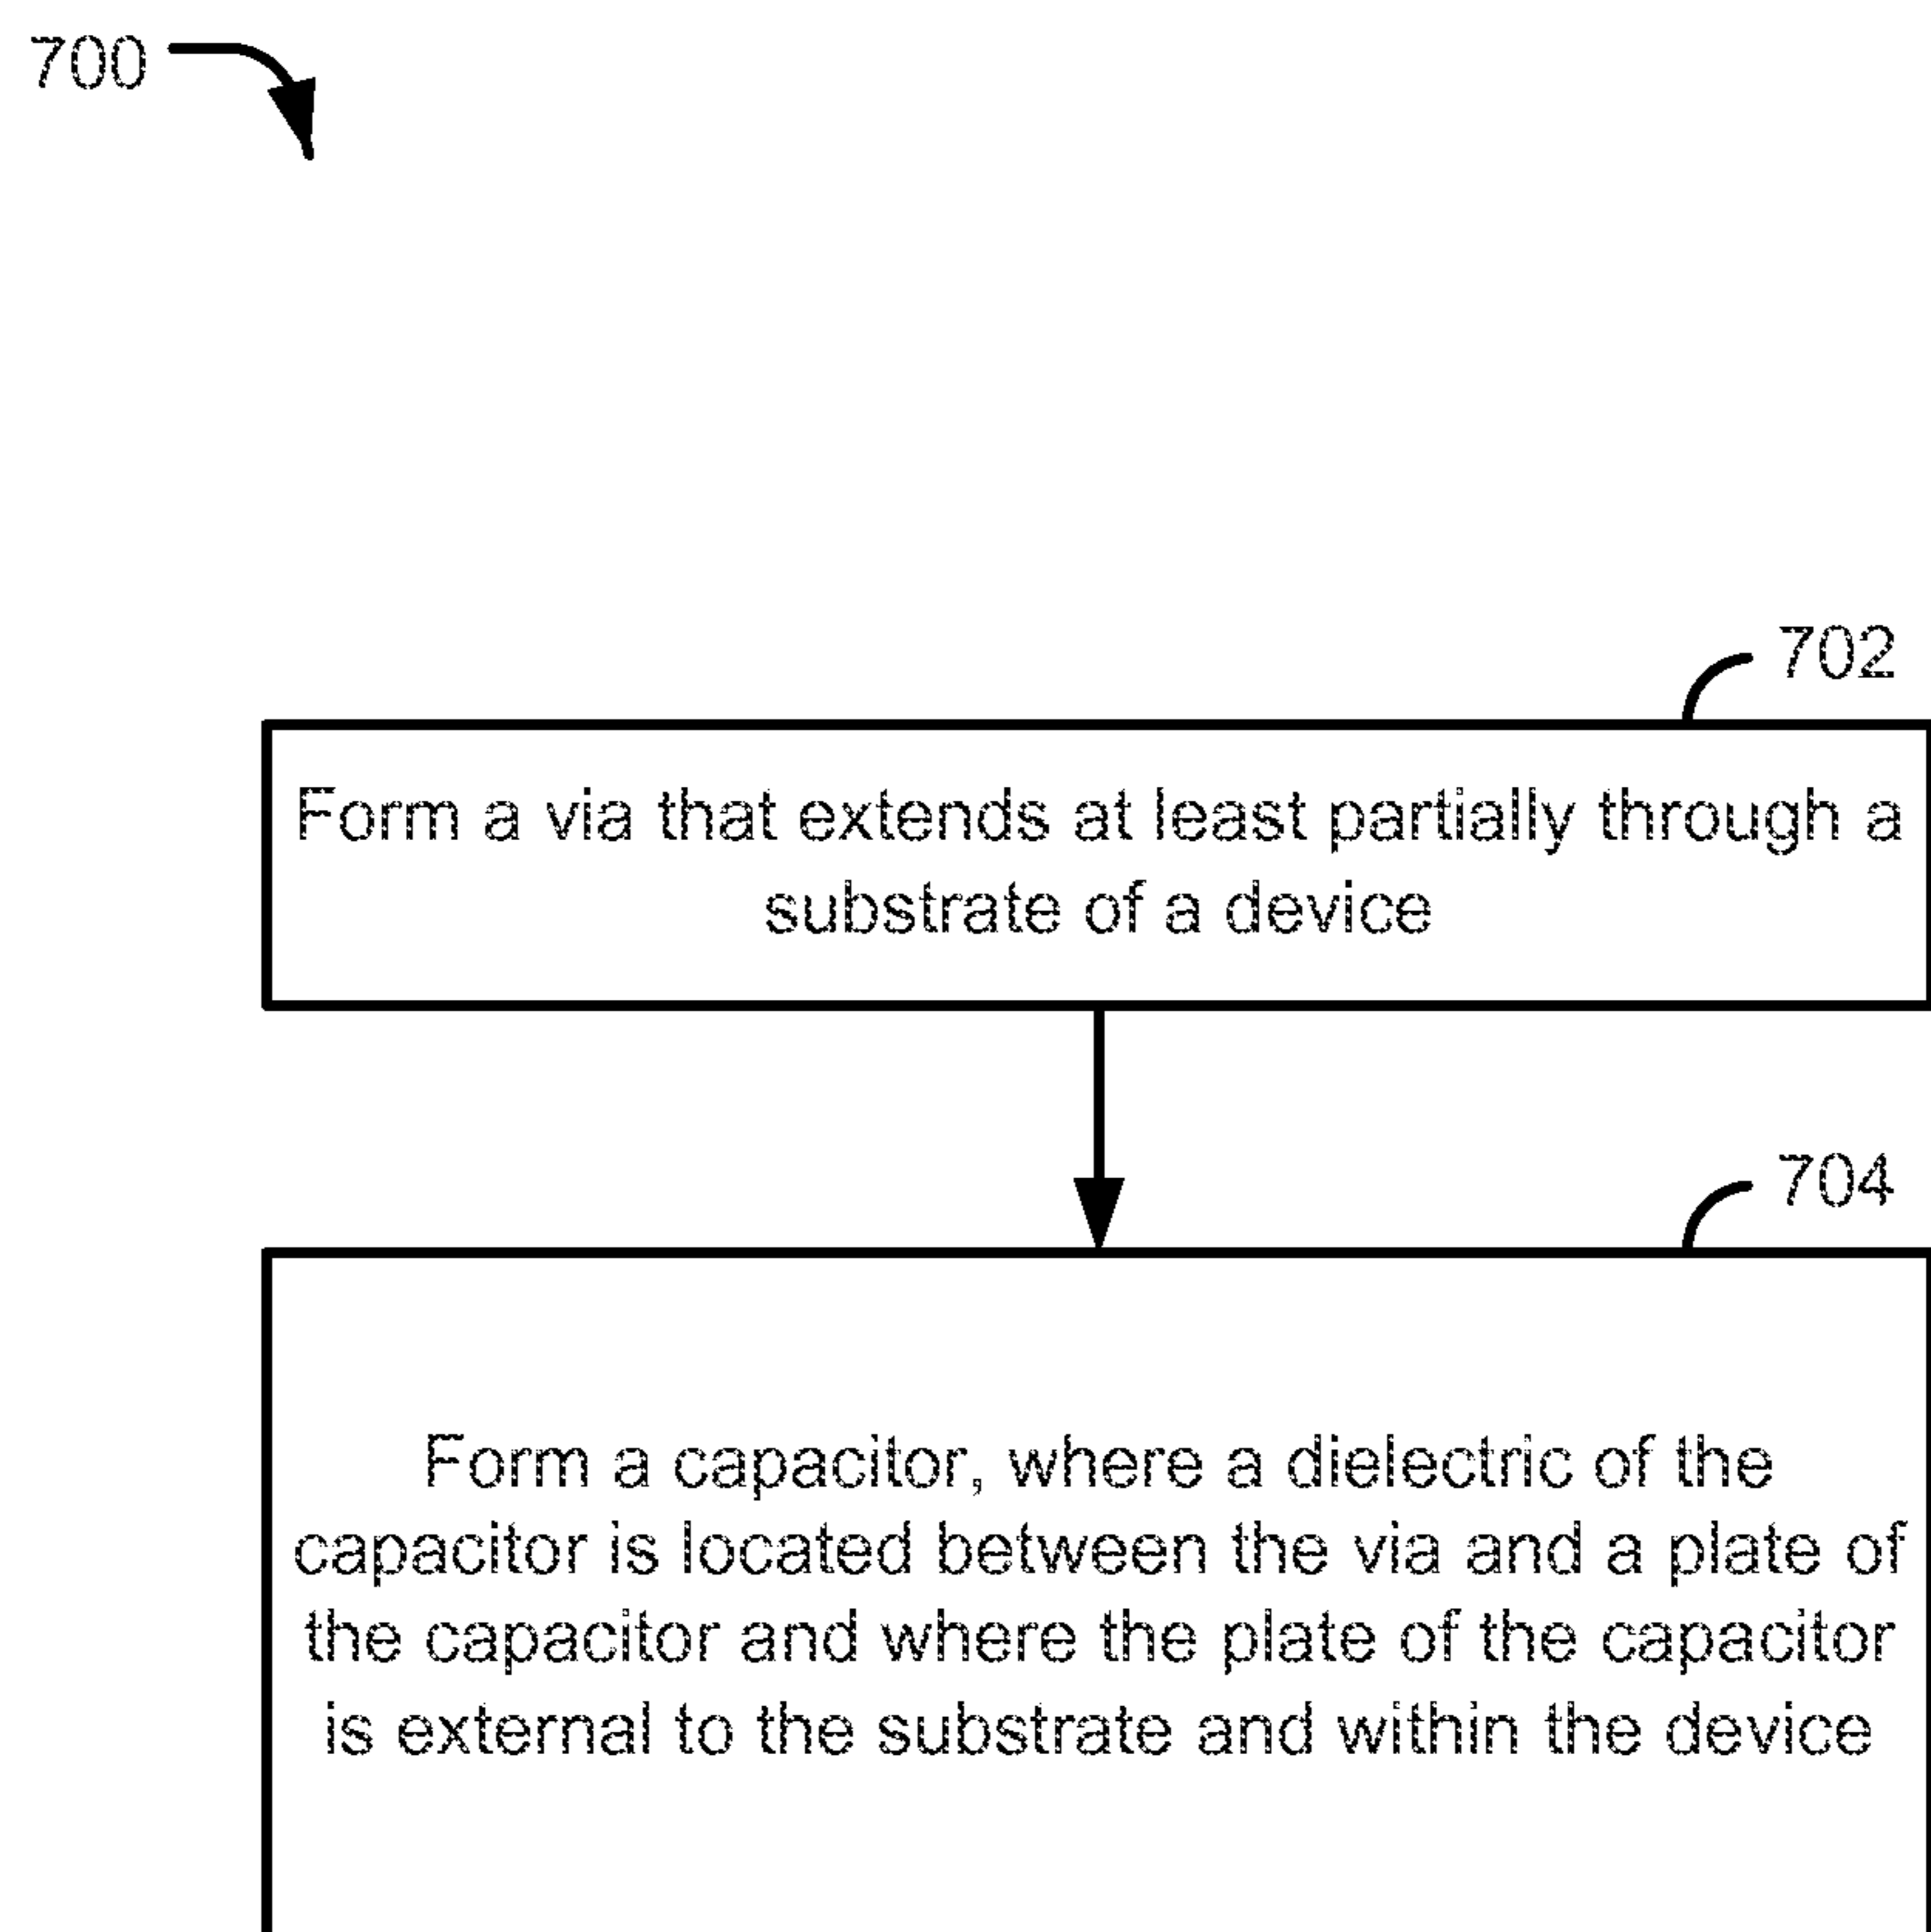 700
702
Form a via that extends at least partially through a
substrate of a device
704
Form a capacitor, where a dielectric of the
capacitor is located between the via and a plate of
the capacitor and where the plate of the capacitor
is external to the substrate and within the device